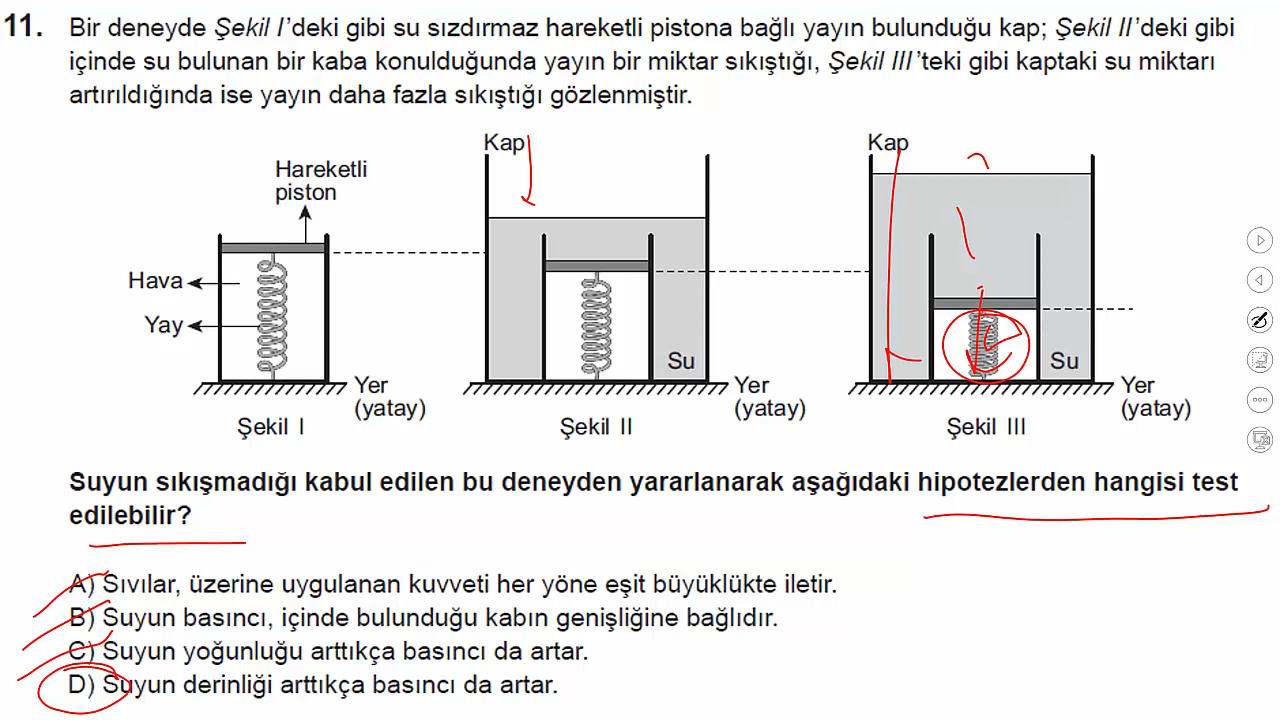 11. Bir deneyde Şekil I'deki gibi su sızdırmaz hareketli pistona bağlı yayın bulunduğu kap; Şekil II'deki gibi
içinde su bulunan bir kaba konulduğunda yayın bir miktar sıkıştığı, Şekil III'teki gibi kaptaki su miktarı
artırıldığında ise yayın daha fazla sıkıştığı gözlenmiştir.
Hareketli
piston
Hava
Yay
Yer
(yatay)
Şekil I
Kap
Su
Yer
(yatay)
Şekil II
Kap
Su
Yer
(yatay)
Şekil III
Suyun sıkışmadığı kabul edilen bu deneyden yararlanarak aşağıdaki hipotezlerden hangisi test
edilebilir?
A) Sıvılar, üzerine uygulanan kuvveti her yöne eşit büyüklükte iletir.
B) Suyun basıncı, içinde bulunduğu kabın genişliğine bağlıdır.
C) Suyun yoğunluğu arttıkça basıncı da artar.
D) Suyun derinliği arttıkça basıncı da artar.